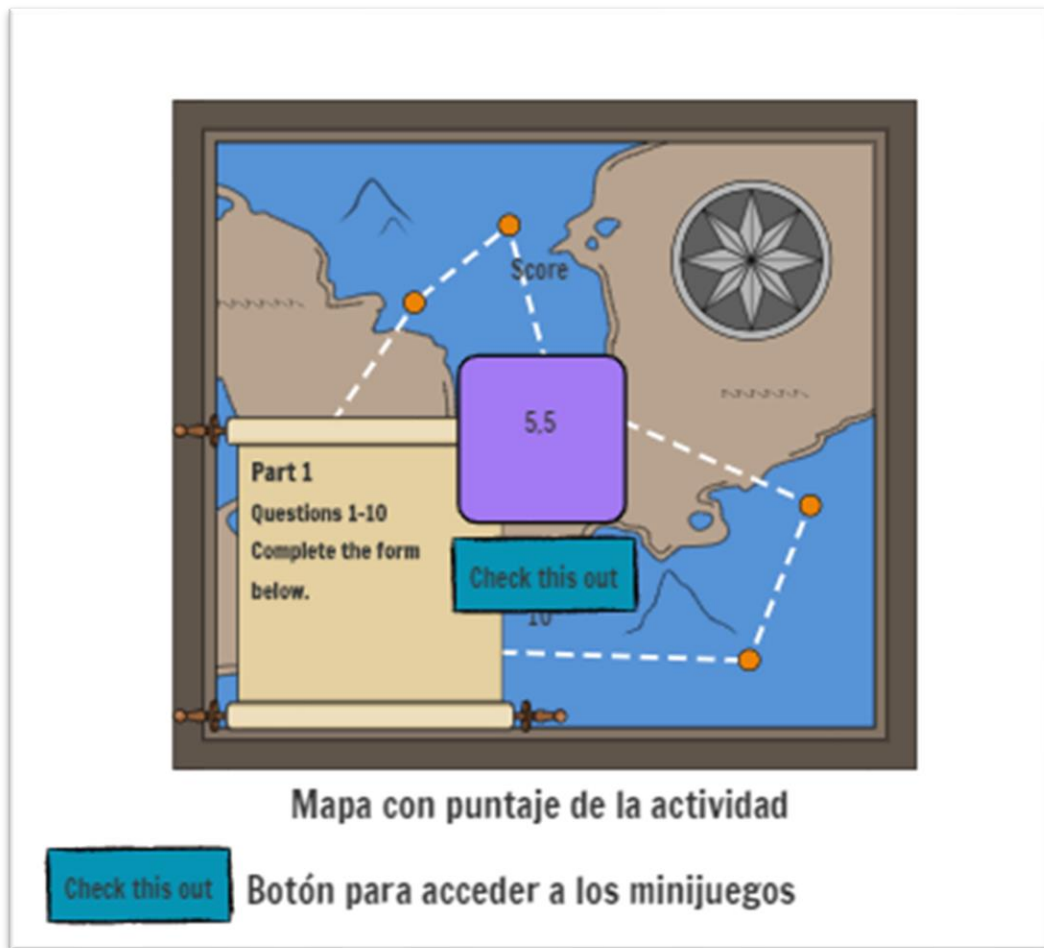 Score
5,5
Part 1
Questions 1-10
Complete the form
below.
Check this out
10
Mapa con puntaje de la actividad
Check this out
Botón para acceder a los minijuegos